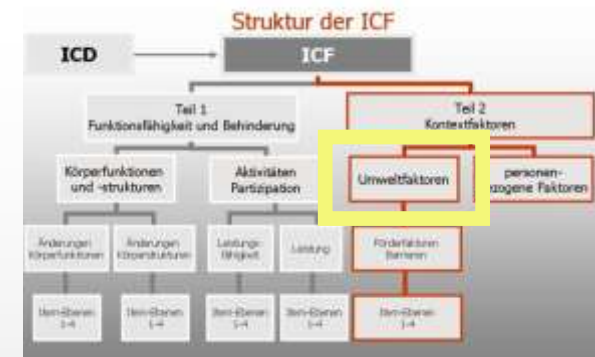 Struktur der ICF
ICD
ICF
Teil 1
Funktionsfähigkeit und Behinderung
Teil 2
Kontextfaktoren
Körperfunktionen
und -strukturen
Aktivitäten
Partizipation
Umweltfaktoren
personen-
bezogene Faktoren
Änderungen
Körperfunktionen
Änderungen
Körperstrukturen
Leistungs-
fähigkeit
Leistung
Förderfaktoren
Barrieren
Item-Ebenen
1-4
Item-Ebenen
1-4
Item-Ebenen
1-4
Item-Ebenen
1-4
Item-Ebenen
1-4